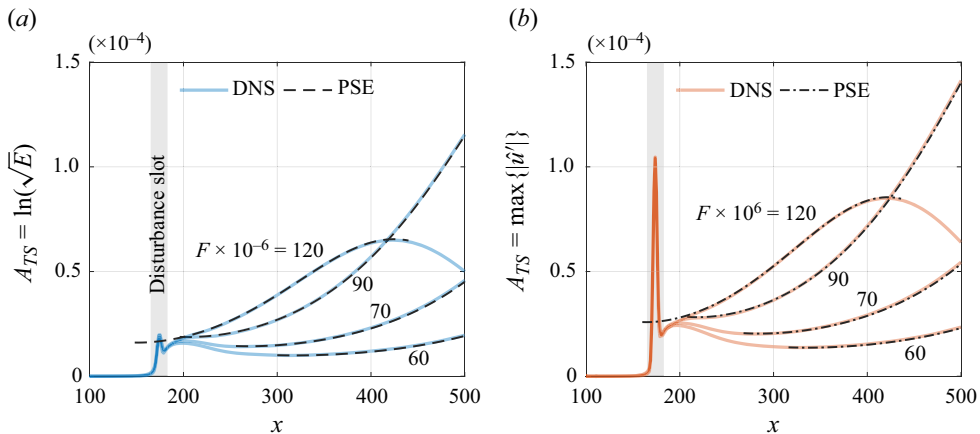 (a)
(×10⁻⁴)
1.5
1.0
0.5
0
A_TS = ln(√E)
DNS PSE
Disturbance slot
F × 10⁻⁶ = 120
90
70
60
100 200 300 400 500
x
(b)
(×10⁻⁴)
1.5
1.0
0.5
0
A_TS = max{|û′|}
DNS PSE
F × 10⁶ = 120
90
70
60
100 200 300 400 500
x